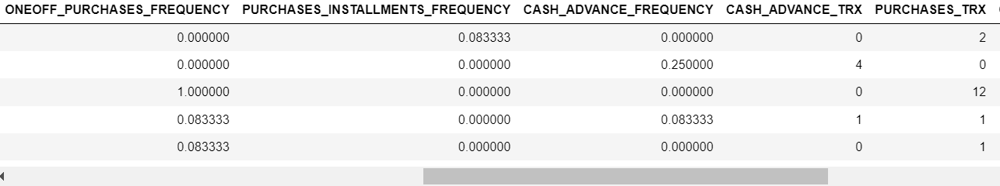 ONEOFF_PURCHASES_FREQUENCY PURCHASES_INSTALLMENTS_FREQUENCY CASH_ADVANCE_FREQUENCY CASH_ADVANCE_TRX PURCHASES_TRX
0.000000 0.083333 0.000000 0 2
0.000000 0.000000 0.250000 4 0
1.000000 0.000000 0.000000 0 12
0.083333 0.000000 0.083333 1 1
0.083333 0.000000 0.000000 0 1